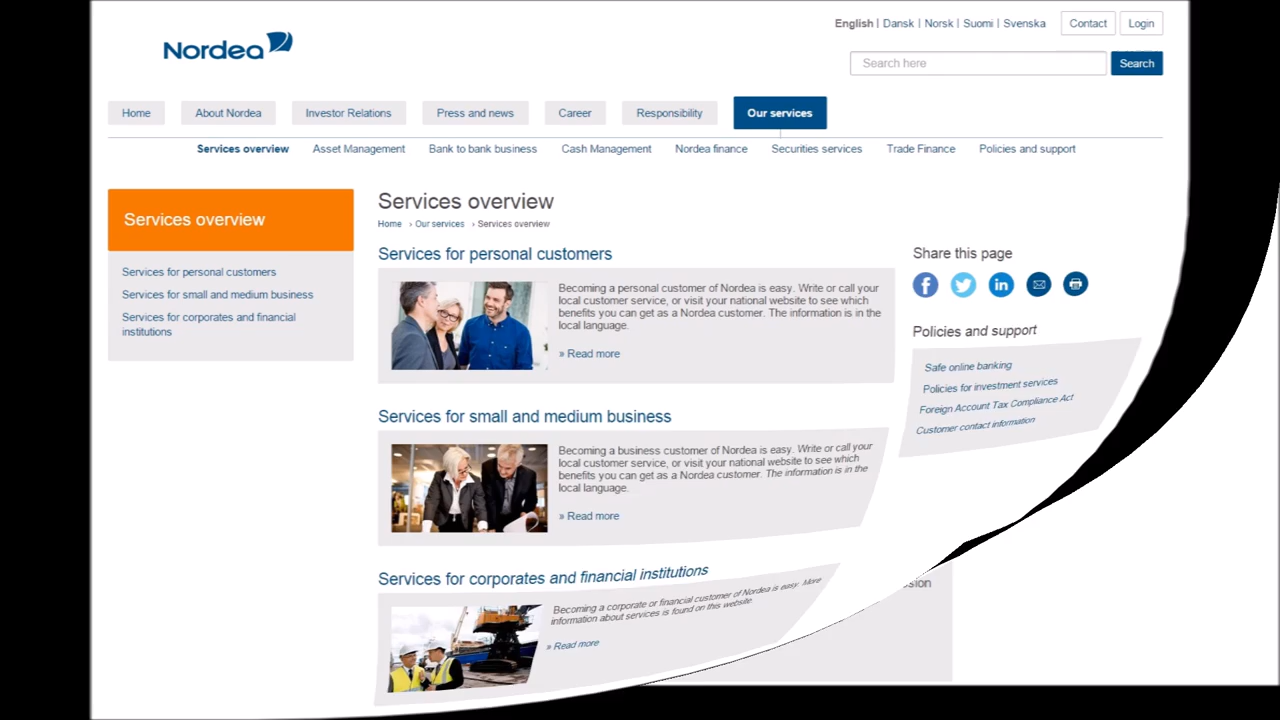 English | Dansk | Norsk | Suomi | Svenska
Contact
Login
Nordea
Search here
Search
Home
About Nordea
Investor Relations
Press and news
Career
Responsibility
Our services
Services overview
Asset Management
Bank to bank business
Cash Management
Nordea finance
Securities services
Trade Finance
Policies and support
Services overview
Services for personal customers
Services for small and medium business
Services for corporates and financial
institutions
Services overview
Home › Our services › Services overview
Services for personal customers
Becoming a personal customer of Nordea is easy. Write or call your
local customer service, or visit your national website to see which
benefits you can get as a Nordea customer. The information is in the
local language.
» Read more
Services for small and medium business
Becoming a business customer of Nordea is easy. Write or call your
local customer service, or visit your national website to see which
benefits you can get as a Nordea customer. The information is in the
local language.
» Read more
Services for corporates and financial institutions
Becoming a corporate or financial customer of Nordea is easy. More
information about services is found on this website.
» Read more
Share this page
Policies and support
Safe online banking
Policies for investment services
Foreign Account Tax Compliance Act
Customer contact information